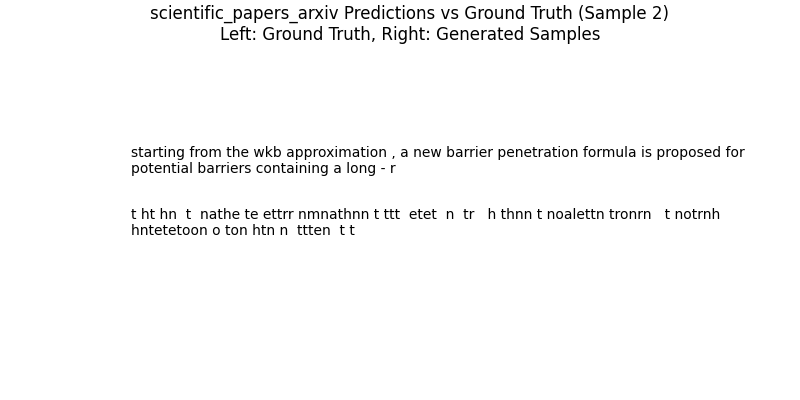 scientific_papers_arxiv Predictions vs Ground Truth (Sample 2)
Left: Ground Truth, Right: Generated Samples
starting from the wkb approximation , a new barrier penetration formula is proposed for
potential barriers containing a long - r
t ht hn  t  nathe te ettrr nmnathnn t ttt  etet  n  tr   h thnn t noalettn tronrn   t notrnh
hntetetoon o ton htn n  ttten  t t